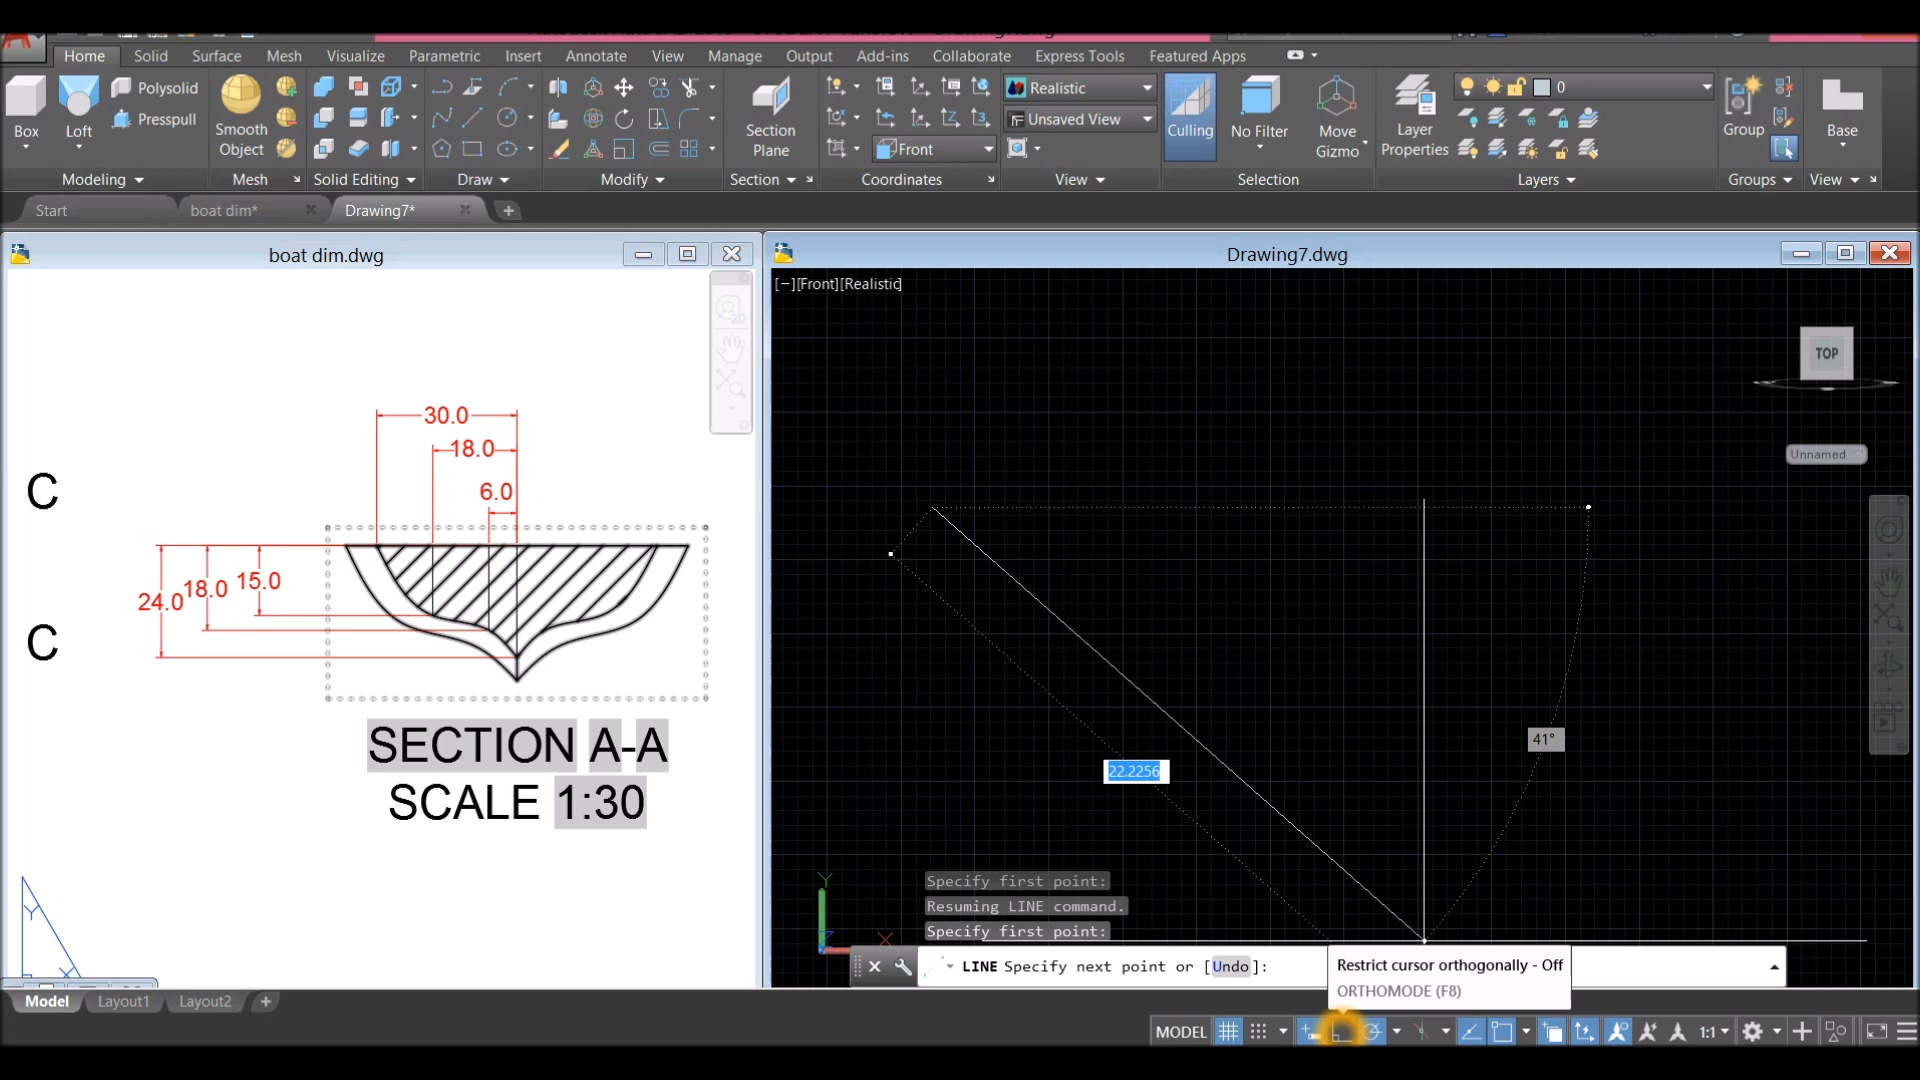 Home Solid Surface Mesh Visualize Parametric Insert Annotate View Manage Output Add-ins Collaborate Express Tools Featured Apps
Box
Loft
Polysolid
Presspull
Smooth Object
Section Plane
Front
Realistic
Unsaved View
Culling
No Filter
Move Gizmo
Layer Properties
0
Group
Base
Modeling Mesh Solid Editing Draw Modify Section Coordinates View Selection Layers Groups View
Start boat dim* Drawing7*
boat dim.dwg
Drawing7.dwg
[−][Front][Realistic]
TOP
Unnamed
30.0
18.0
6.0
C
24.0
18.0
15.0
C
SECTION A-A
SCALE 1:30
Y
X
41°
22.2256
Y
X
Specify first point:
Resuming LINE command.
Specify first point:
LINE Specify next point or [Undo]:
Restrict cursor orthogonally - Off
ORTHOMODE (F8)
Model Layout1 Layout2
MODEL
1:1